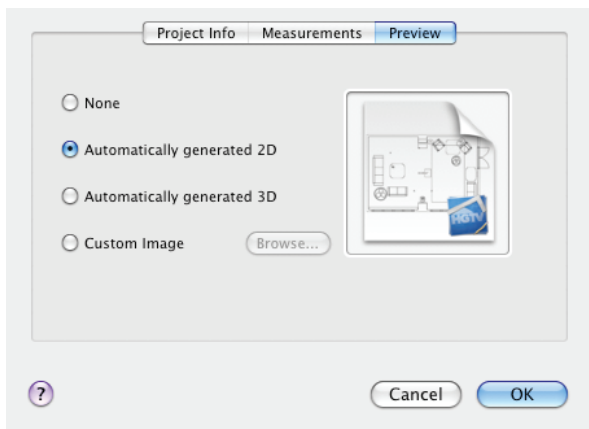 Project Info Measurements Preview
None
Automatically generated 2D
Automatically generated 3D
Custom Image Browse...
HGTV
? Cancel OK